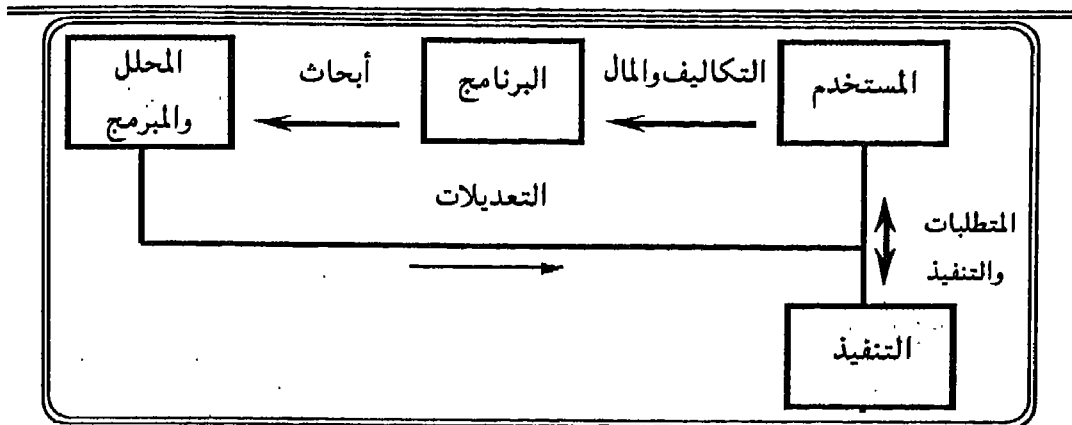 المستخدم
التكاليف والمال
البرنامج
أبحاث
المحلل
والمبرمج
التعديلات
المتطلبات
والتنفيذ
التنفيذ